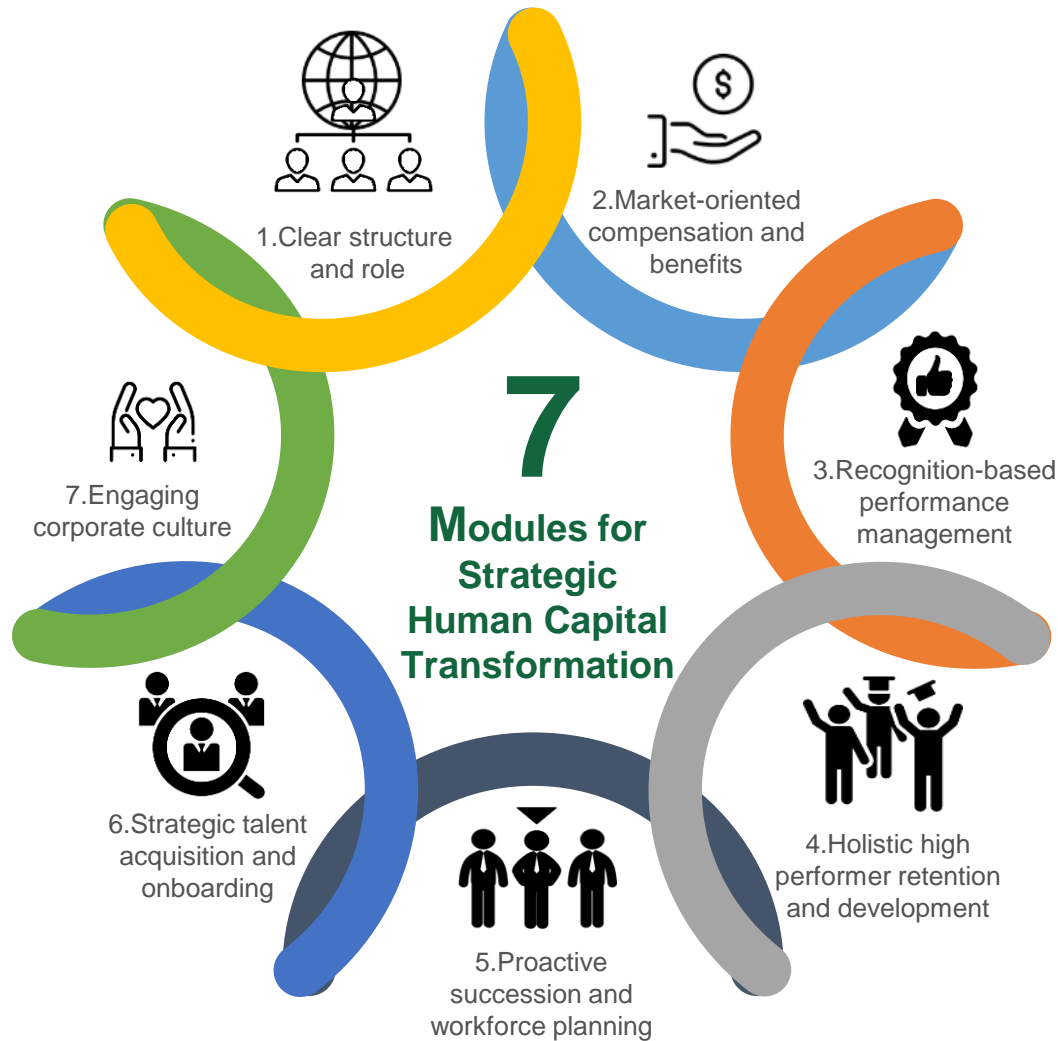 1.Clear structure
and role
2.Market-oriented
compensation and
benefits
$
3.Recognition-based
performance
management
4.Holistic high
performer retention
and development
5.Proactive
succession and
workforce planning
6.Strategic talent
acquisition and
onboarding
7.Engaging
corporate culture
7
Modules for
Strategic
Human Capital
Transformation